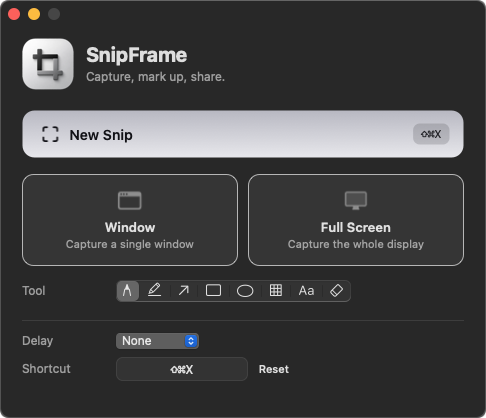 SnipFrame
Capture, mark up, share.
New Snip
⇧⌘X
Window
Capture a single window
Full Screen
Capture the whole display
Tool
Aa
Delay
None
Shortcut
⇧⌘X
Reset